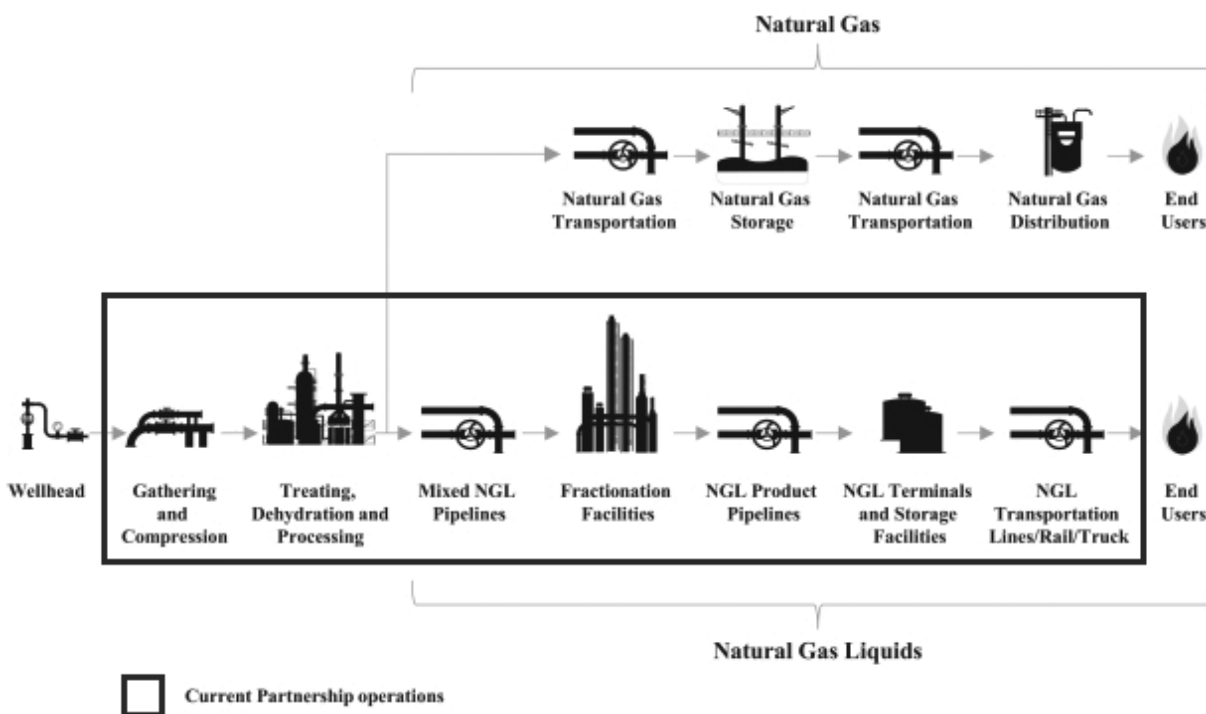 Natural Gas
Natural Gas
Transportation
Natural Gas
Storage
Natural Gas
Transportation
Natural Gas
Distribution
End
Users
Wellhead
Gathering
and
Compression
Treating,
Dehydration and
Processing
Mixed NGL
Pipelines
Fractionation
Facilities
NGL Product
Pipelines
NGL Terminals
and Storage
Facilities
NGL
Transportation
Lines/Rail/Truck
End
Users
Natural Gas Liquids
Current Partnership operations